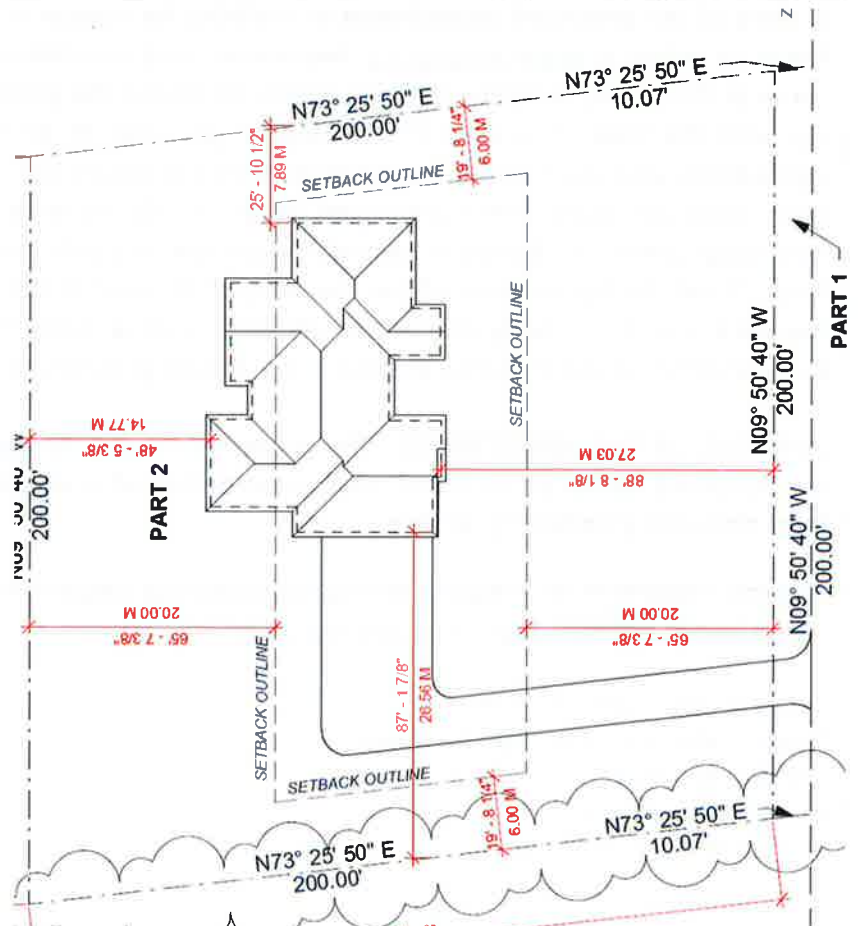 Z
N73° 25' 50" E
10.07'
N73° 25' 50" E
200.00'
25' - 10 1/2"
7.89 M
19' - 8 1/4"
6.00 M
SETBACK OUTLINE
PART 1
SETBACK OUTLINE
N09° 50' 40" W
200.00'
14.77 M
48' - 5 3/8"
27.03 M
88' - 8 1/8"
PART 2
200.00'
N09° 50' 40" W
200.00'
20.00 M
65' - 7 3/8"
20.00 M
65' - 7 3/8"
SETBACK OUTLINE
87' - 1 7/8"
26.56 M
SETBACK OUTLINE
19' - 8 1/4"
6.00 M
N73° 25' 50" E
10.07'
N73° 25' 50" E
200.00'